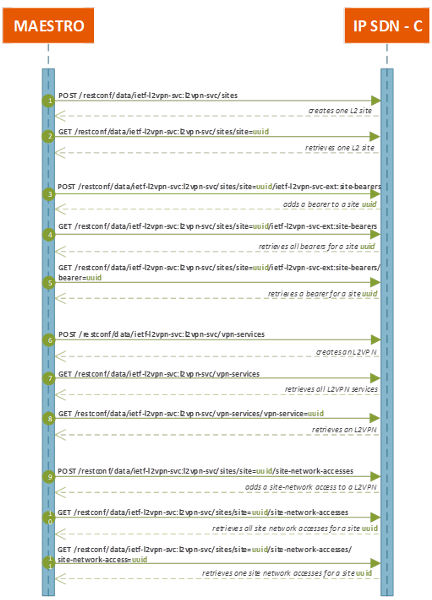 MAESTRO
IP SDN - C
1
POST /restconf/data/ietf-l2vpn-svc:l2vpn-svc/sites
creates one L2 site
2
GET /restconf/data/ietf-l2vpn-svc:l2vpn-svc/sites/site=uuid
retrieves one L2 site
3
POST /restconf/data/ietf-l2vpn-svc:l2vpn-svc/sites/site=uuid/ietf-l2vpn-svc-ext:site-bearers
adds a bearer to a site uuid
4
GET /restconf/data/ietf-l2vpn-svc:l2vpn-svc/sites/site=uuid/ietf-l2vpn-svc-ext:site-bearers
retrieves all bearers for a site uuid
5
GET /restconf/data/ietf-l2vpn-svc:l2vpn-svc/sites/site=uuid/ietf-l2vpn-svc-ext:site-bearers/
bearer=uuid
retrieves a bearer for a site uuid
6
POST /restconf/data/ietf-l2vpn-svc:l2vpn-svc/vpn-services
creates an L2VPN
7
GET /restconf/data/ietf-l2vpn-svc:l2vpn-svc/vpn-services
retrieves all L2VPN services
8
GET /restconf/data/ietf-l2vpn-svc:l2vpn-svc/vpn-services/vpn-service=uuid
retrieves an L2VPN
9
POST /restconf/data/ietf-l2vpn-svc:l2vpn-svc/sites/site=uuid/site-network-accesses
adds a site-network access to a L2VPN
10
GET /restconf/data/ietf-l2vpn-svc:l2vpn-svc/sites/site=uuid/site-network-accesses
retrieves all site network accesses for a site uuid
11
GET /restconf/data/ietf-l2vpn-svc:l2vpn-svc/sites/site=uuid/site-network-accesses/
site-network-access=uuid
retrieves one site network accesses for a site uuid